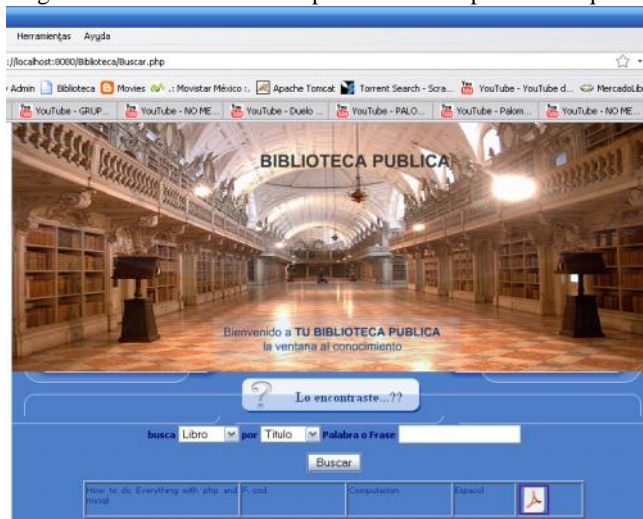 Herramientas Ayuda
://localhost:8080/Biblioteca/Buscar.php
Admin Biblioteca Movies .: Movistar México :. Apache Tomcat Torrent Search - Scra... YouTube - YouTube d... MercadoLibr
YouTube - GRUP... YouTube - NO ME... YouTube - Duelo ... YouTube - PALO... YouTube - Palom... YouTube - NO ME...
BIBLIOTECA PUBLICA
Bienvenido a TU BIBLIOTECA PUBLICA
la ventana al conocimiento
Lo encontraste...??
busca Libro por Titulo Palabra o Frase
Buscar
How to do Everything with php and mysql
Computacion